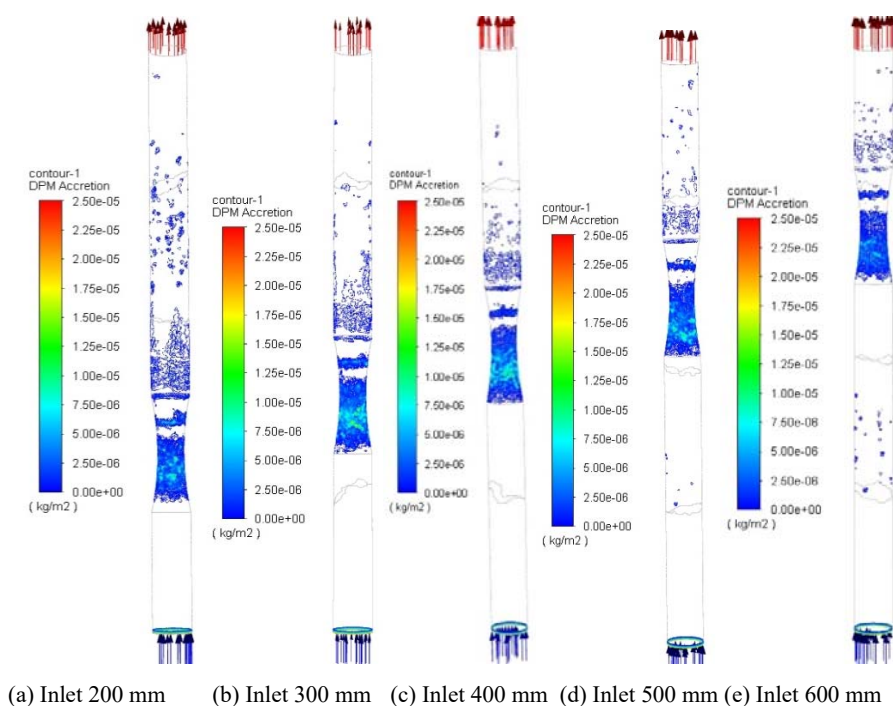 contour-1
DPM Accretion
2.50e-05
2.25e-05
2.00e-05
1.75e-05
1.50e-05
1.25e-05
1.00e-05
7.50e-06
5.00e-06
2.50e-06
0.00e+00
( kg/m2 )
contour-1
DPM Accretion
2.50e-05
2.25e-05
2.00e-05
1.75e-05
1.50e-05
1.25e-05
1.00e-05
7.50e-06
5.00e-06
2.50e-06
0.00e+00
( kg/m2 )
contour-1
DPM Accretion
2.50e-05
2.25e-05
2.00e-05
1.75e-05
1.50e-05
1.25e-05
1.00e-05
7.50e-06
5.00e-06
2.50e-06
0.00e+00
( kg/m2 )
contour-1
DPM Accretion
2.50e-05
2.25e-05
2.00e-05
1.75e-05
1.50e-05
1.25e-05
1.00e-05
7.50e-06
5.00e-06
2.50e-06
0.00e+00
( kg/m2 )
contour-1
DPM Accretion
2.50e-05
2.25e-05
2.00e-05
1.75e-05
1.50e-05
1.25e-05
1.00e-05
7.50e-06
5.00e-06
2.50e-06
0.00e+00
( kg/m2 )
(a) Inlet 200 mm (b) Inlet 300 mm (c) Inlet 400 mm (d) Inlet 500 mm (e) Inlet 600 mm